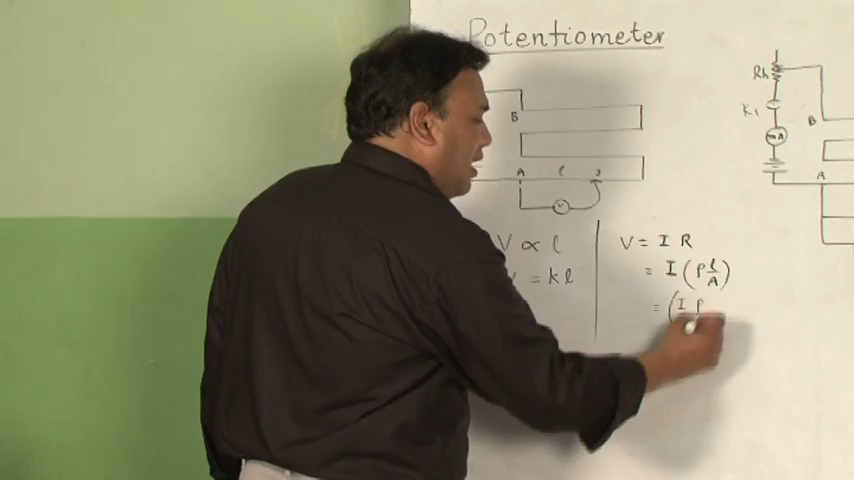 Potentiometer
Rh
K1
mA
B
A
B
A l J
V
V ∝ l
= kl
V = I R
= I (ρ l/A)
= (I ρ